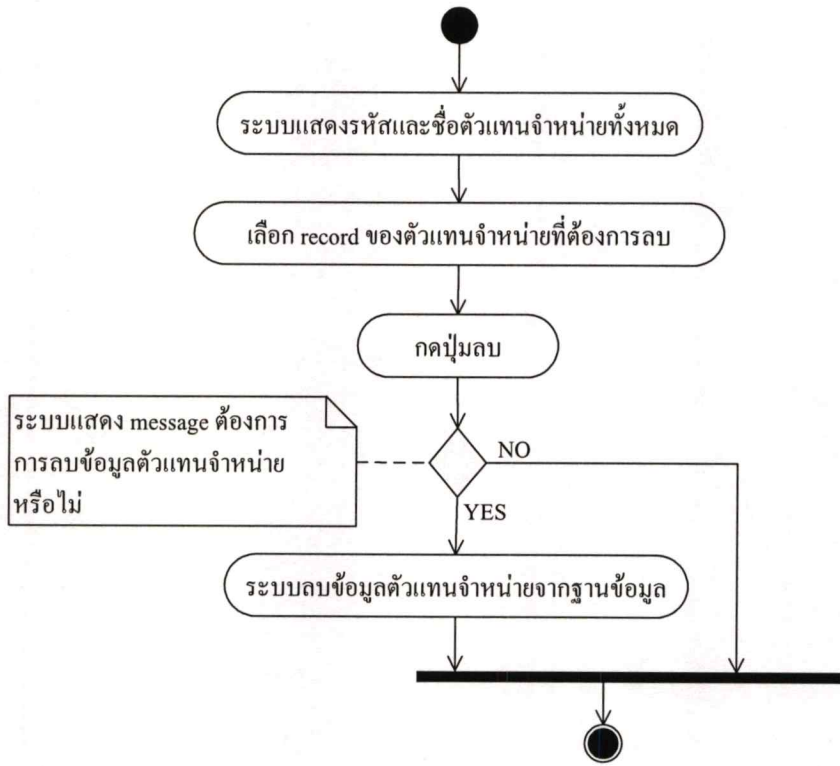 ระบบแสดงรหัสและชื่อตัวแทนจำหน่ายทั้งหมด
เลือก record ของตัวแทนจำหน่ายที่ต้องการลบ
กดปุ่มลบ
ระบบแสดง message ต้องการ
การลบข้อมูลตัวแทนจำหน่าย
หรือไม่
NO
YES
ระบบลบข้อมูลตัวแทนจำหน่ายจากฐานข้อมูล